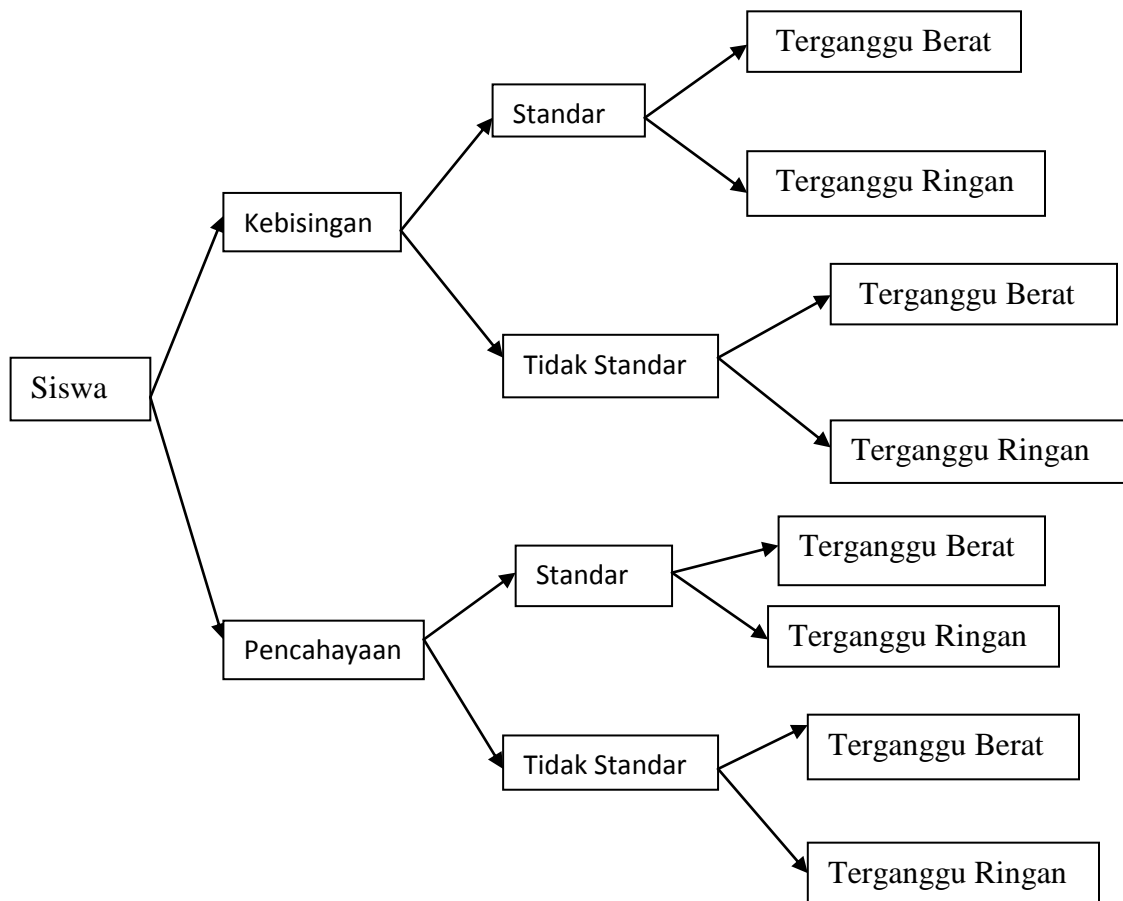 Terganggu Berat
Standar
Terganggu Ringan
Kebisingan
Terganggu Berat
Tidak Standar
Siswa
Terganggu Ringan
Terganggu Berat
Standar
Terganggu Ringan
Pencahayaan
Terganggu Berat
Tidak Standar
Terganggu Ringan